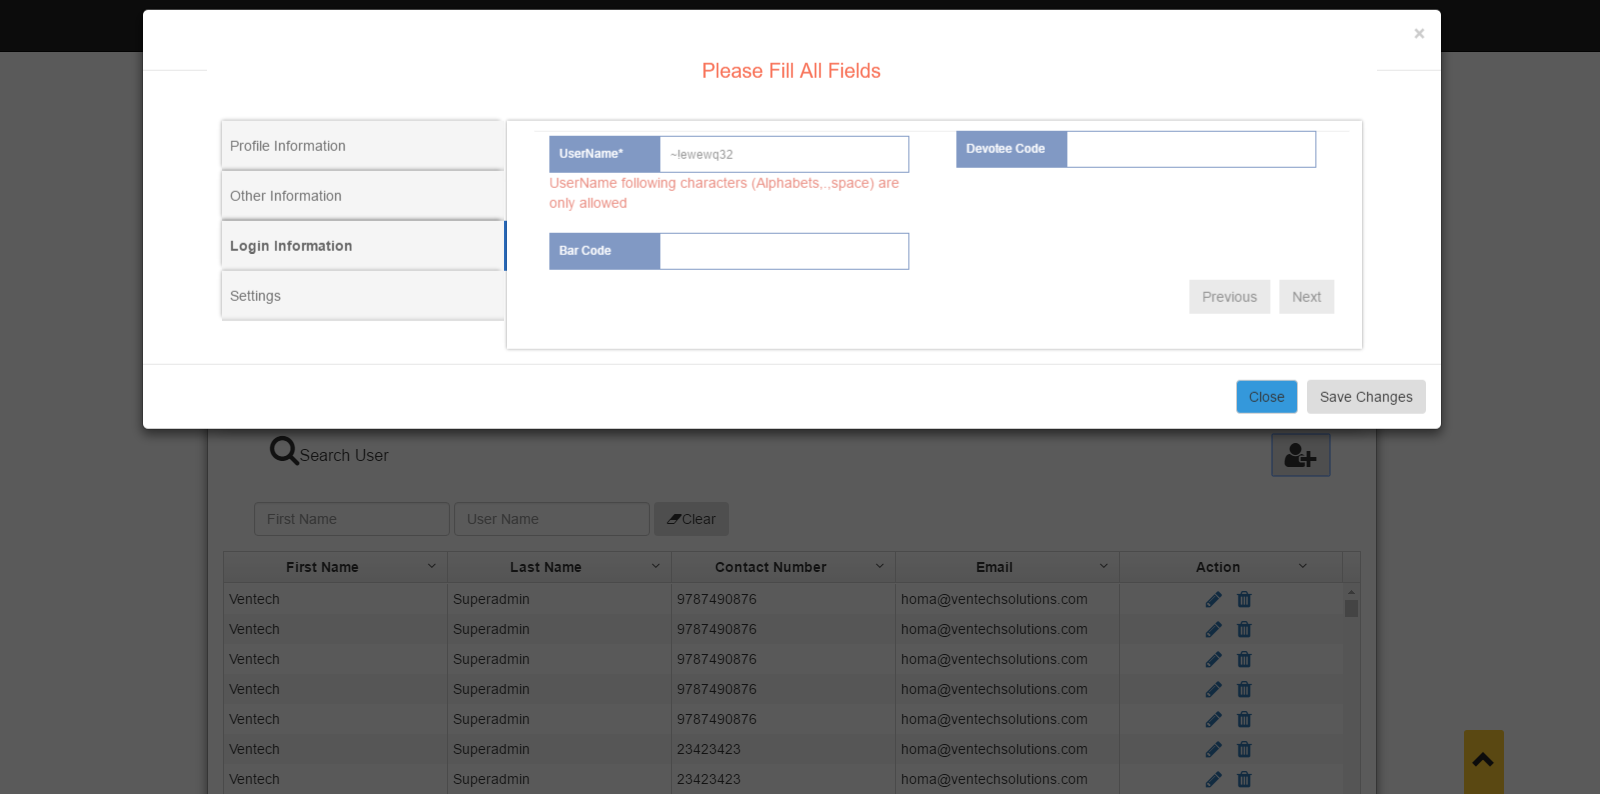 ×
Please Fill All Fields
Profile Information
Other Information
Login Information
Settings
UserName* ~!ewewq32
Devotee Code
UserName following characters (Alphabets,.,space) are
only allowed
Bar Code
Previous Next
Close Save Changes
Search User
First Name User Name Clear
First Name Last Name Contact Number Email Action
Ventech Superadmin 9787490876 homa@ventechsolutions.com
Ventech Superadmin 9787490876 homa@ventechsolutions.com
Ventech Superadmin 9787490876 homa@ventechsolutions.com
Ventech Superadmin 9787490876 homa@ventechsolutions.com
Ventech Superadmin 9787490876 homa@ventechsolutions.com
Ventech Superadmin 23423423 homa@ventechsolutions.com
Ventech Superadmin 23423423 homa@ventechsolutions.com